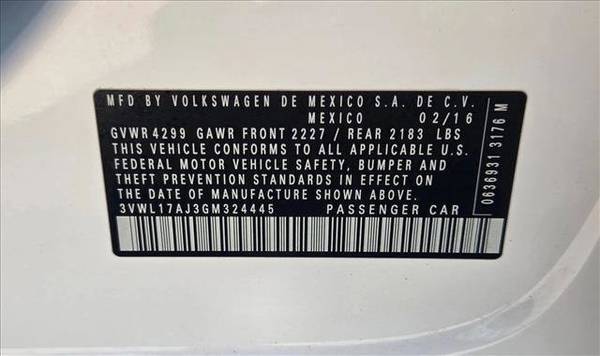 MFD BY VOLKSWAGEN DE MEXICO S.A. DE C.V.
MEXICO 02/16
GVWR 4299 GAWR FRONT 2227 / REAR 2183 LBS
THIS VEHICLE CONFORMS TO ALL APPLICABLE U.S.
FEDERAL MOTOR VEHICLE SAFETY, BUMPER AND
THEFT PREVENTION STANDARDS IN EFFECT ON
THE DATE OF MANUFACTURE SHOWN ABOVE.
3VWL17AJ3GM324445 PASSENGER CAR
0636931 3176 M